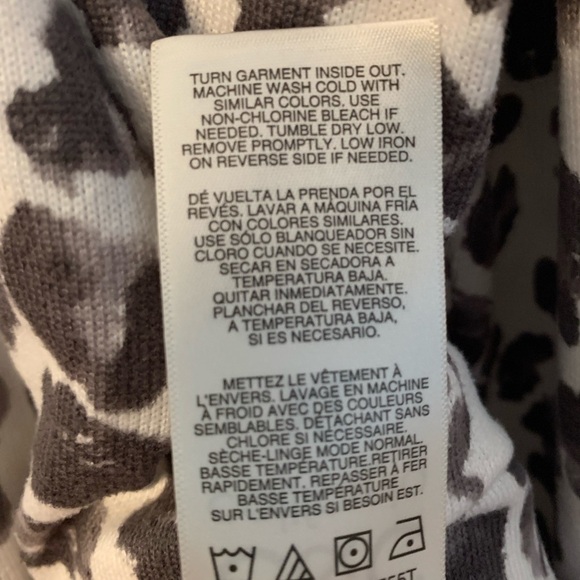 TURN GARMENT INSIDE OUT.
MACHINE WASH COLD WITH
SIMILAR COLORS. USE
NON-CHLORINE BLEACH IF
NEEDED. TUMBLE DRY LOW.
REMOVE PROMPTLY. LOW IRON
ON REVERSE SIDE IF NEEDED.
DÉ VUELTA LA PRENDA POR EL
REVÉS. LAVAR A MÁQUINA FRÍA
CON COLORES SIMILARES.
USE SÓLO BLANQUEADOR SIN
CLORO CUANDO SE NECESITE.
SECAR EN SECADORA A
TEMPERATURA BAJA.
QUITAR INMEDIATAMENTE.
PLANCHAR DEL REVERSO,
A TEMPERATURA BAJA,
SI ES NECESARIO.
METTEZ LE VÊTEMENT À
L'ENVERS. LAVAGE EN MACHINE
À FROID AVEC DES COULEURS
SEMBLABLES. DÉTACHANT SANS
CHLORE SI NÉCESSAIRE.
SÈCHE-LINGE MODE NORMAL.
BASSE TEMPÉRATURE RETIRER
RAPIDEMENT. REPASSER À FER
BASSE TEMPÉRATURE
SUR L'ENVERS SI BESOIN EST.